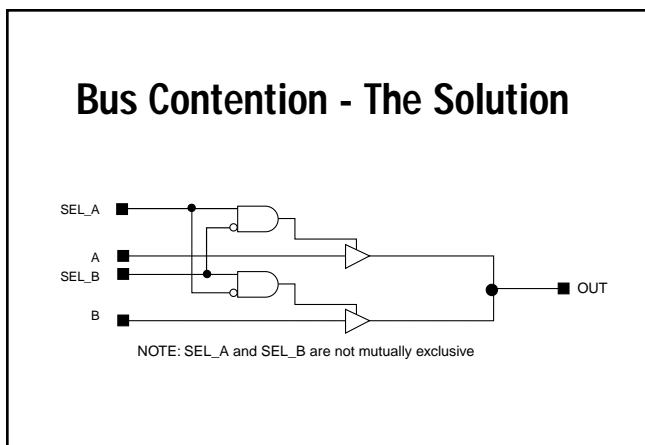 Bus Contention - The Solution
SEL_A
A
SEL_B
B
OUT
NOTE: SEL_A and SEL_B are not mutually exclusive